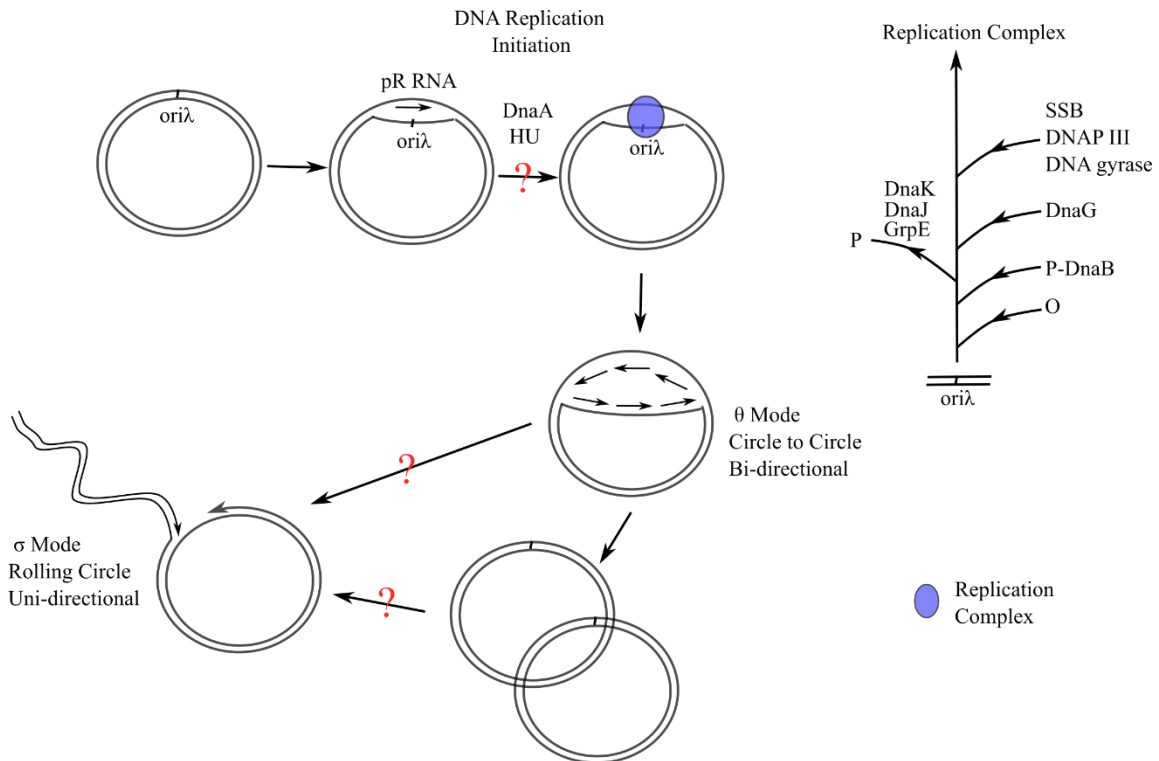 DNA Replication
Initiation
pR RNA
oriλ
oriλ
DnaA
HU
?
oriλ
θ Mode
Circle to Circle
Bi-directional
?
?
σ Mode
Rolling Circle
Uni-directional
Replication Complex
SSB
DNAP III
DNA gyrase
DnaK
DnaJ
GrpE
P
DnaG
P-DnaB
O
oriλ
Replication
Complex